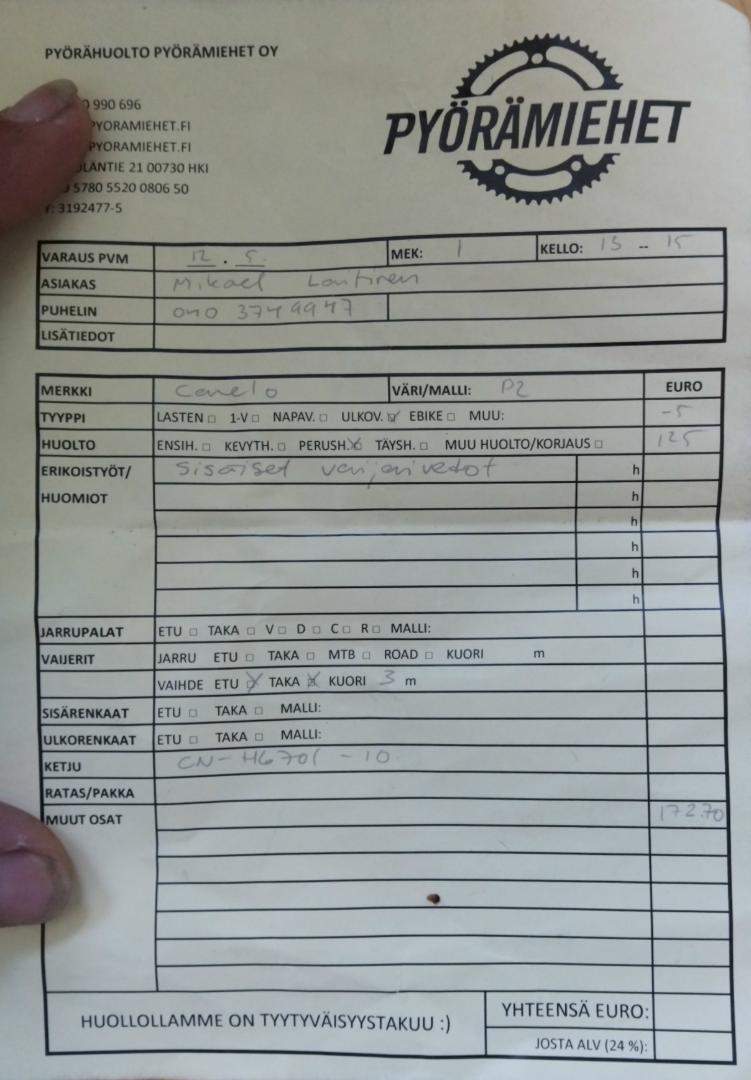 PYÖRÄHUOLTO PYÖRÄMIEHET OY
PYÖRÄMIEHET
0 990 696
PYORAMIEHET.FI
PYORAMIEHET.FI
OLANTIE 21 00730 HKI
5780 5520 0806 50
3192477-5
VARAUS PVM 12 . 5. MEK: 1 KELLO: 13 -- 15
ASIAKAS Mikael
PUHELIN 040 3749947
LISÄTIEDOT
MERKKI VÄRI/MALLI: P2 EURO
TYYPPI LASTEN □ 1-V □ NAPAV. □ ULKOV. ☑ EBIKE □ MUU: -5
HUOLTO ENSIH. □ KEVYTH. □ PERUSH. ☒ TÄYSH. □ MUU HUOLTO/KORJAUS □ 125
ERIKOISTYÖT/ Sisäiset vaijerivedot h
HUOMIOT h
h
h
h
h
JARRUPALAT ETU □ TAKA □ V □ D □ C □ R □ MALLI:
VAIJERIT JARRU ETU □ TAKA □ MTB □ ROAD □ KUORI m
VAIHDE ETU ☒ TAKA ☒ KUORI 3 m
SISÄRENKAAT ETU □ TAKA □ MALLI:
ULKORENKAAT ETU □ TAKA □ MALLI:
KETJU CN-HG701 -10
RATAS/PAKKA
MUUT OSAT 172.70
HUOLLOLLAMME ON TYYTYVÄISYYSTAKUU :) YHTEENSÄ EURO:
JOSTA ALV (24 %):